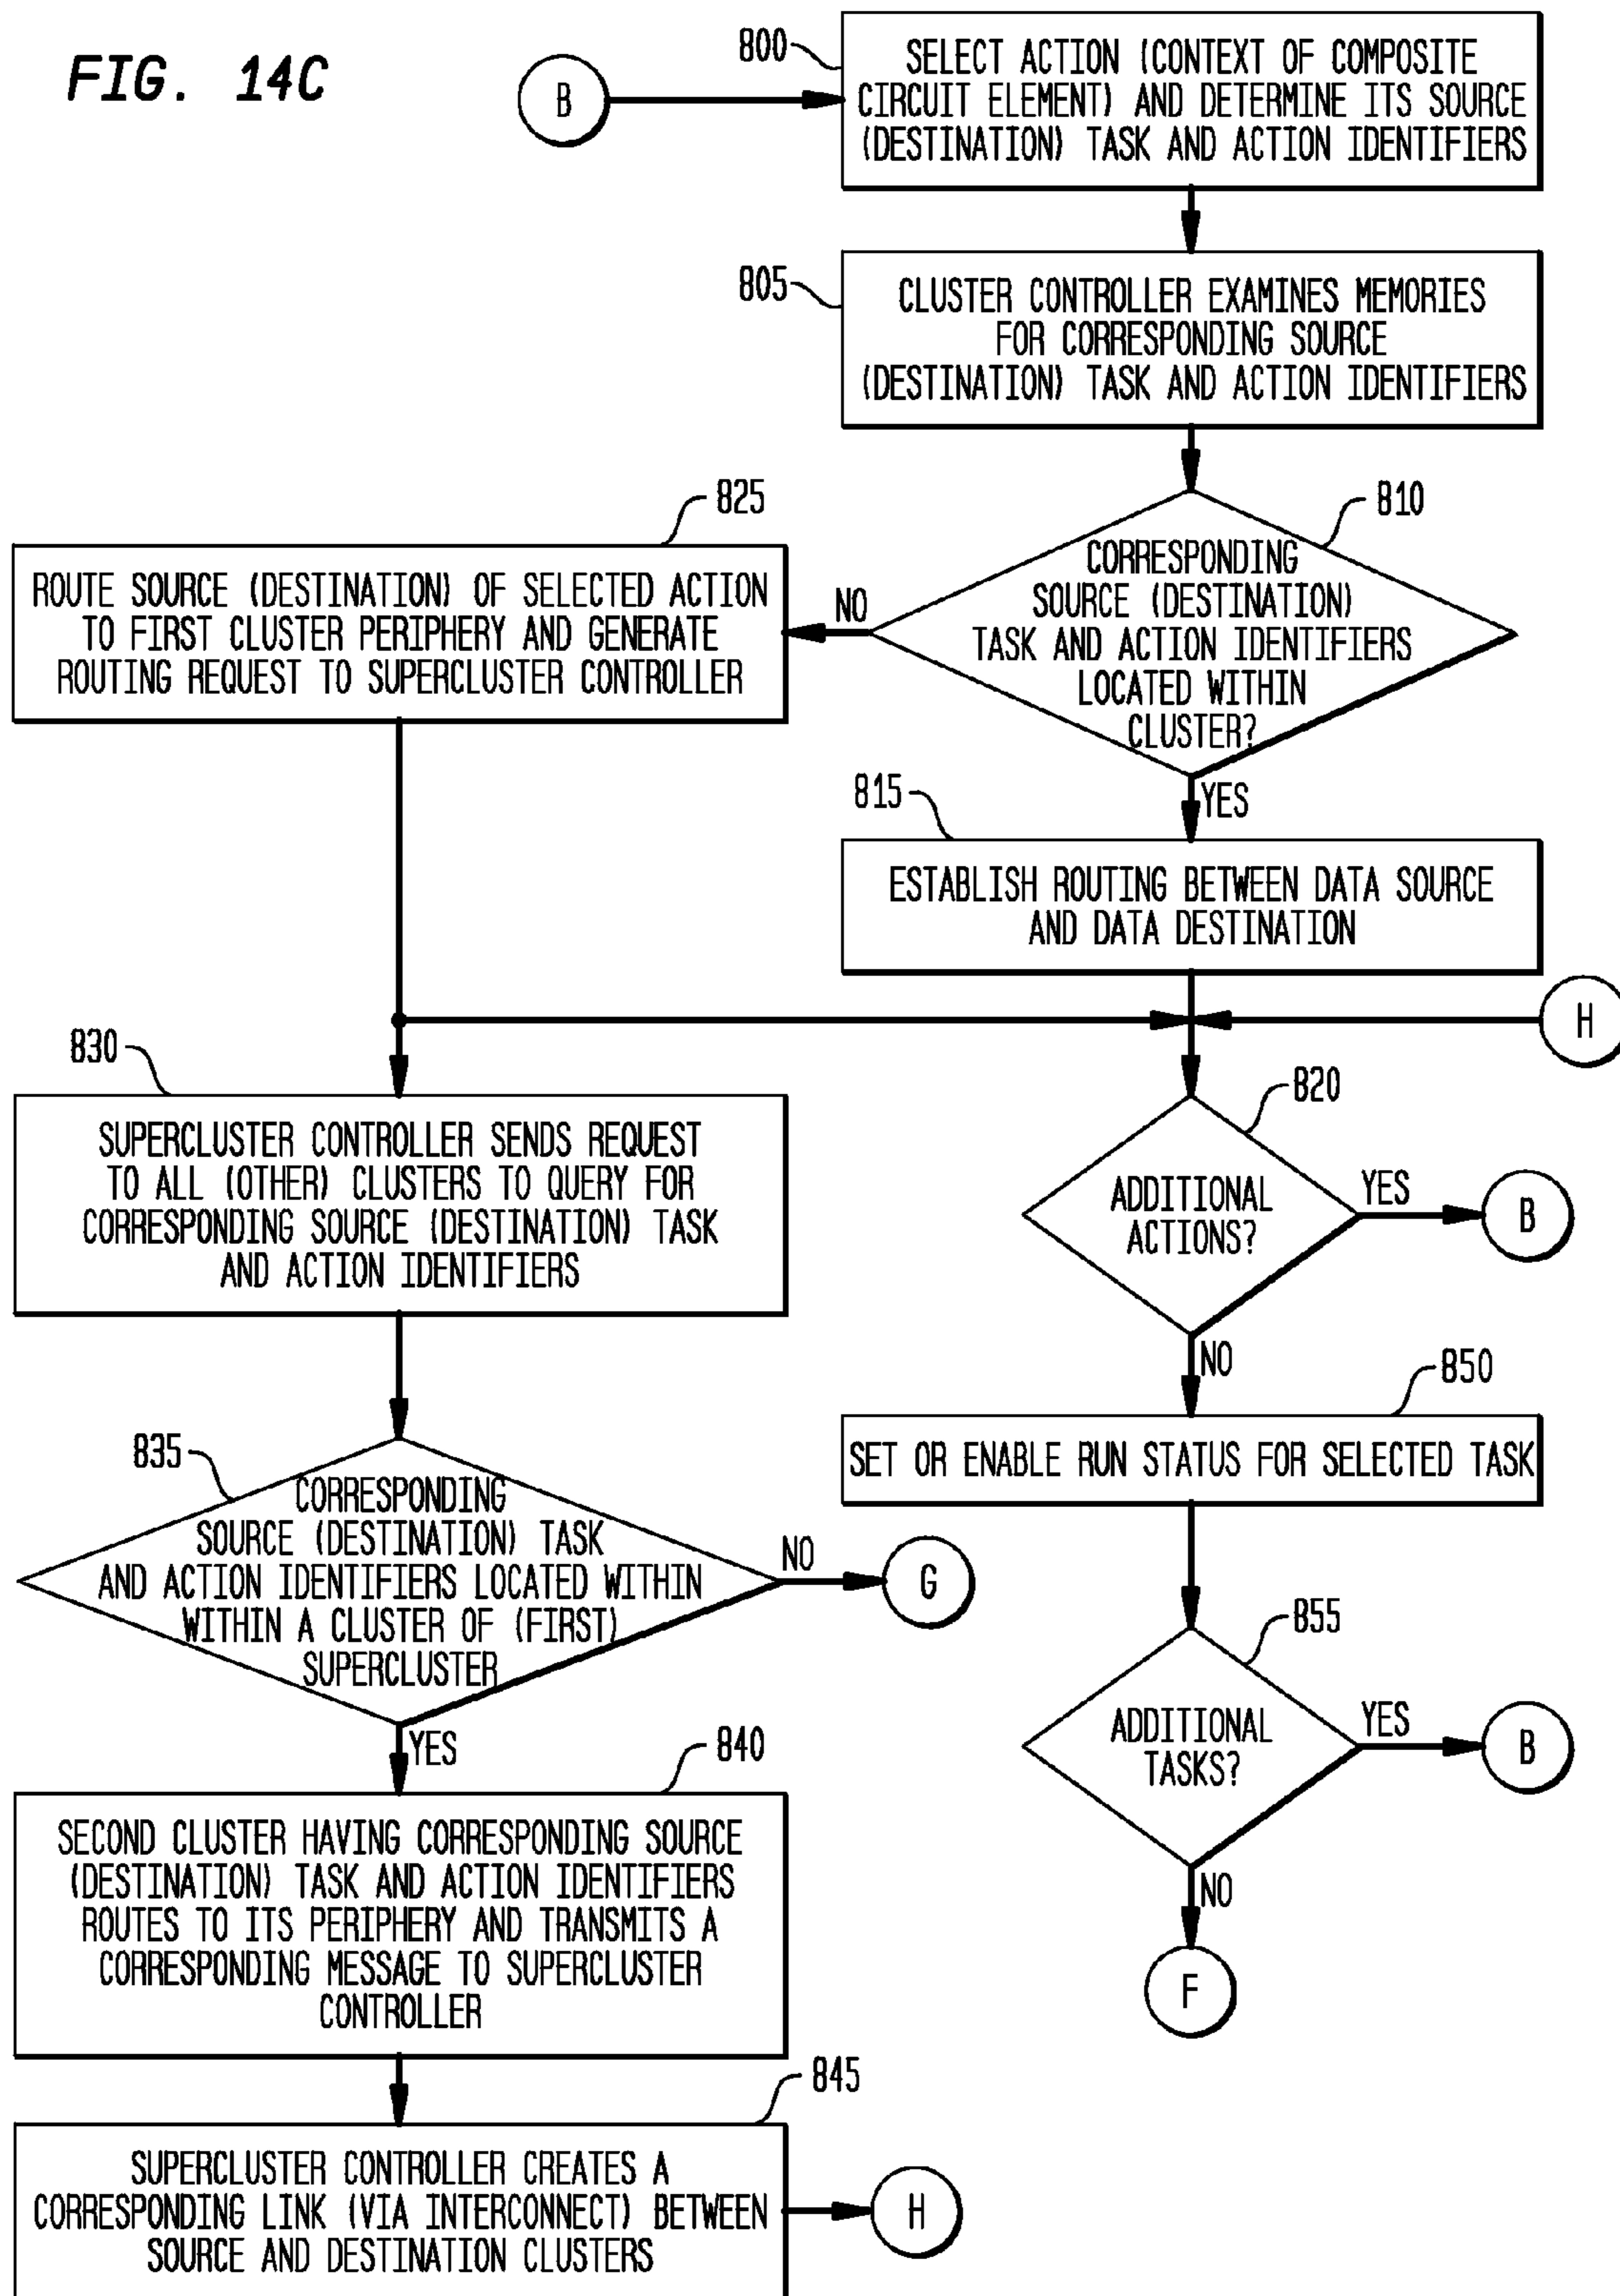 FIG. 14C
B
800
SELECT ACTION (CONTEXT OF COMPOSITE
CIRCUIT ELEMENT) AND DETERMINE ITS SOURCE
(DESTINATION) TASK AND ACTION IDENTIFIERS
805
CLUSTER CONTROLLER EXAMINES MEMORIES
FOR CORRESPONDING SOURCE
(DESTINATION) TASK AND ACTION IDENTIFIERS
810
CORRESPONDING
SOURCE (DESTINATION)
TASK AND ACTION IDENTIFIERS
LOCATED WITHIN
CLUSTER?
NO
825
ROUTE SOURCE (DESTINATION) OF SELECTED ACTION
TO FIRST CLUSTER PERIPHERY AND GENERATE
ROUTING REQUEST TO SUPERCLUSTER CONTROLLER
YES
815
ESTABLISH ROUTING BETWEEN DATA SOURCE
AND DATA DESTINATION
H
830
SUPERCLUSTER CONTROLLER SENDS REQUEST
TO ALL (OTHER) CLUSTERS TO QUERY FOR
CORRESPONDING SOURCE (DESTINATION) TASK
AND ACTION IDENTIFIERS
820
ADDITIONAL
ACTIONS?
YES
B
NO
850
SET OR ENABLE RUN STATUS FOR SELECTED TASK
835
CORRESPONDING
SOURCE (DESTINATION) TASK
AND ACTION IDENTIFIERS LOCATED WITHIN
WITHIN A CLUSTER OF (FIRST)
SUPERCLUSTER
NO
G
YES
855
ADDITIONAL
TASKS?
YES
B
NO
F
840
SECOND CLUSTER HAVING CORRESPONDING SOURCE
(DESTINATION) TASK AND ACTION IDENTIFIERS
ROUTES TO ITS PERIPHERY AND TRANSMITS A
CORRESPONDING MESSAGE TO SUPERCLUSTER
CONTROLLER
845
SUPERCLUSTER CONTROLLER CREATES A
CORRESPONDING LINK (VIA INTERCONNECT) BETWEEN
SOURCE AND DESTINATION CLUSTERS
H